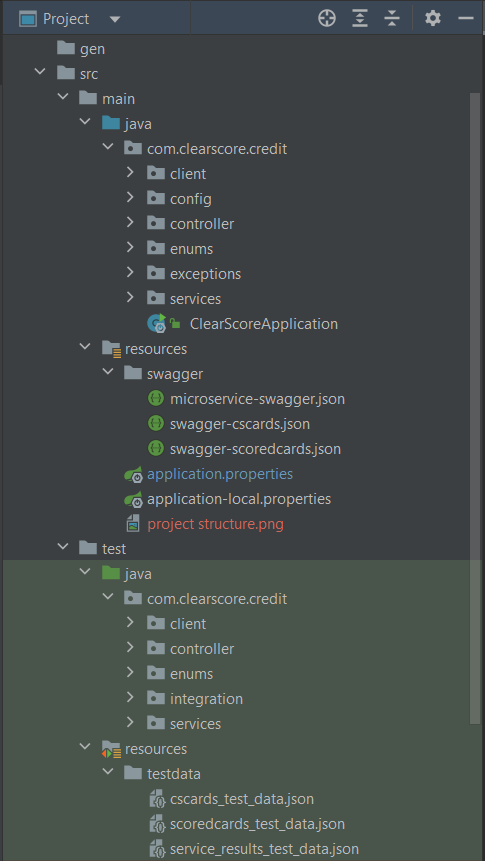 Project
gen
src
main
java
com.clearscore.credit
client
config
controller
enums
exceptions
services
ClearScoreApplication
resources
swagger
microservice-swagger.json
swagger-cscards.json
swagger-scoredcards.json
application.properties
application-local.properties
project structure.png
test
java
com.clearscore.credit
client
controller
enums
integration
services
resources
testdata
cscards_test_data.json
scoredcards_test_data.json
service_results_test_data.json